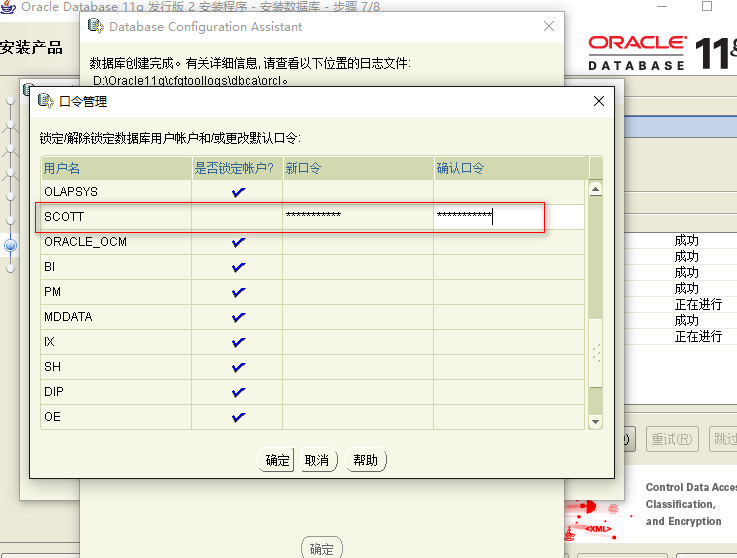 Oracle Database 11g 发行版 2 安装程序 - 安装数据库 - 步骤 7/8
Database Configuration Assistant
安装产品
ORACLE
DATABASE 11g
数据库创建完成。有关详细信息,请查看以下位置的日志文件:
D:\Oracle11g\cfgtoollogs\dbca\orcl。
口令管理
锁定/解除锁定数据库用户帐户和/或更改默认口令:
用户名 是否锁定帐户? 新口令 确认口令
OLAPSYS
SCOTT *********** ***********
ORACLE_OCM
BI
PM
MDDATA
IX
SH
DIP
OE
成功
成功
成功
成功
正在进行
成功
正在进行
确定 取消 帮助
重试(R) 跳过
Control Data Acces
Classification,
and Encryption
<XML>
确定